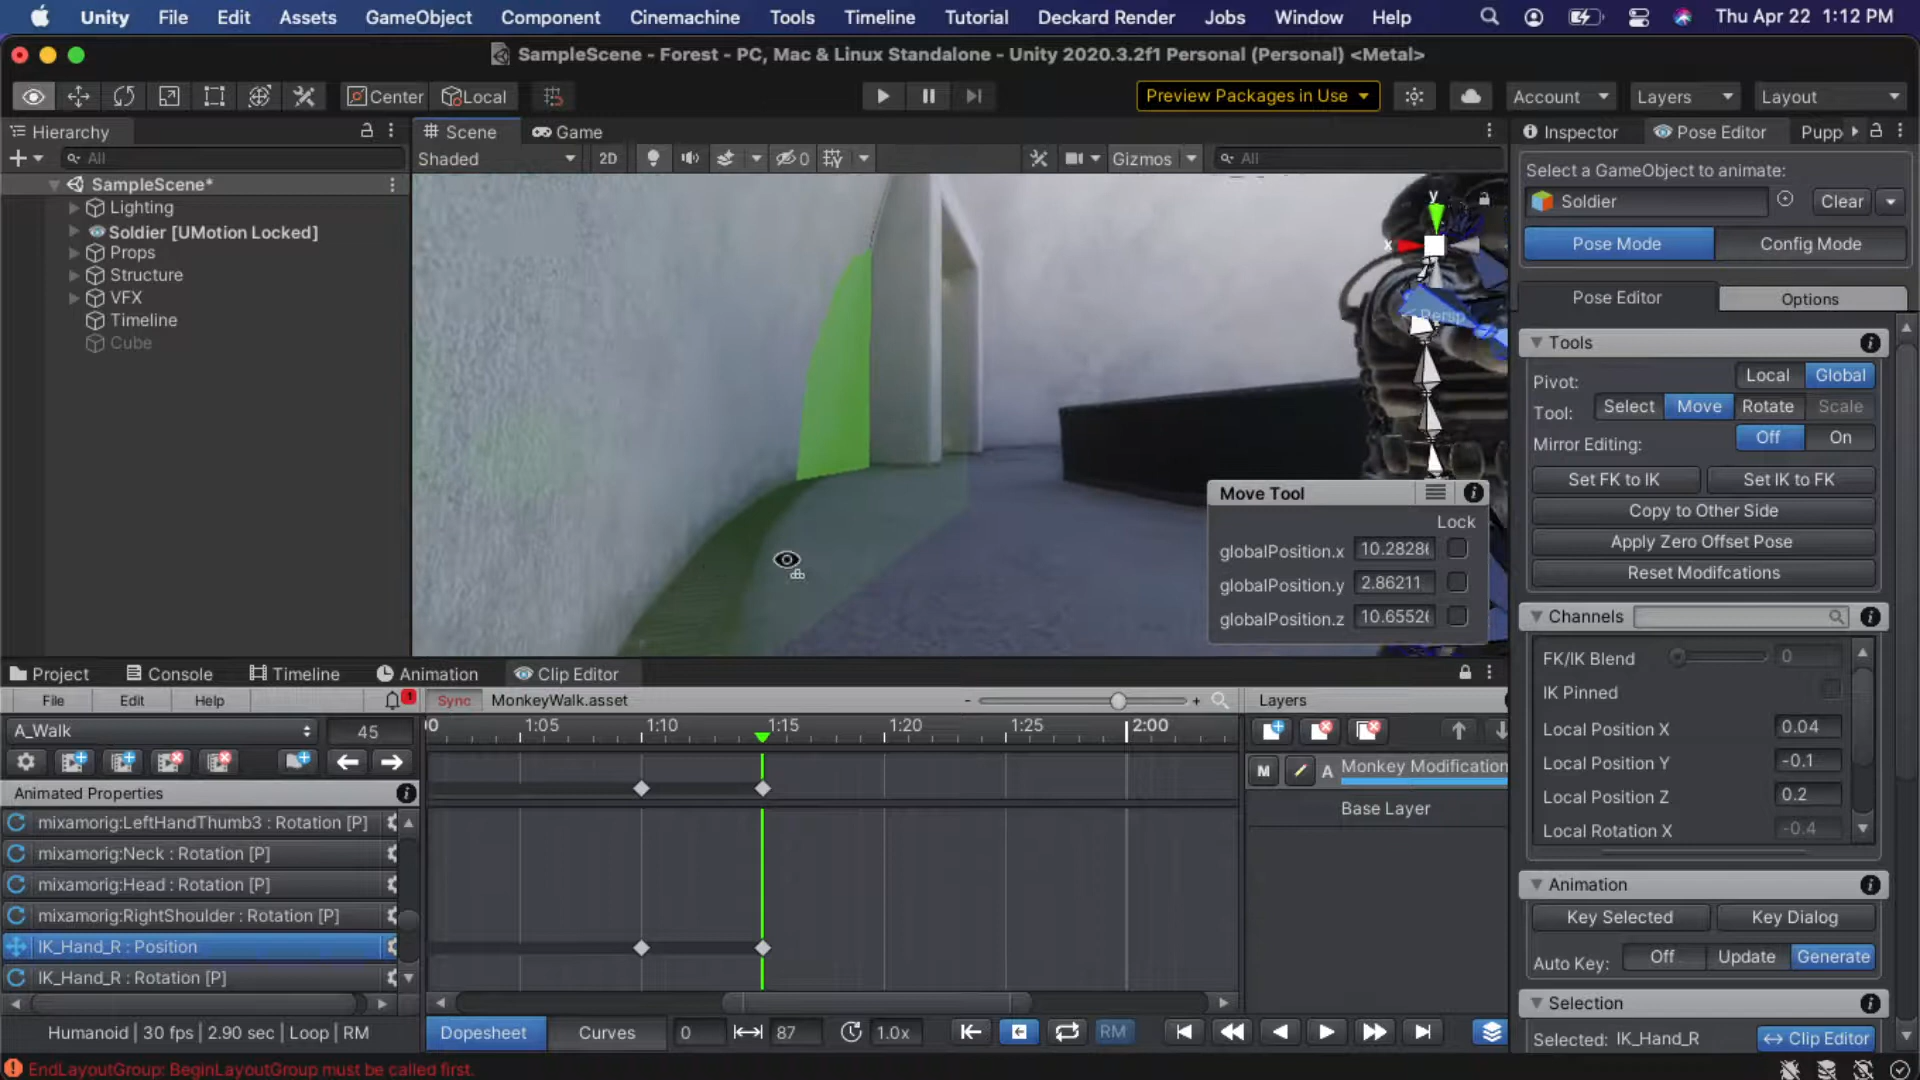 Unity File Edit Assets GameObject Component Cinemachine Tools Timeline Tutorial Deckard Render Jobs Window Help Thu Apr 22 1:12 PM
SampleScene - Forest - PC, Mac & Linux Standalone - Unity 2020.3.2f1 Personal (Personal) <Metal>
Center Local Preview Packages in Use Account Layers Layout
Hierarchy
All
SampleScene*
Lighting
Soldier [UMotion Locked]
Props
Structure
VFX
Timeline
Cube
Scene Game
Shaded 2D 0 Gizmos All
y
x
Persp
Move Tool
Lock
globalPosition.x 10.2828
globalPosition.y 2.86211
globalPosition.z 10.6552
Inspector Pose Editor Pupp
Select a GameObject to animate:
Soldier Clear
Pose Mode Config Mode
Pose Editor Options
Tools
Pivot: Local Global
Tool: Select Move Rotate Scale
Mirror Editing: Off On
Set FK to IK Set IK to FK
Copy to Other Side
Apply Zero Offset Pose
Reset Modifcations
Channels
FK/IK Blend 0
IK Pinned
Local Position X 0.04
Local Position Y -0.1
Local Position Z 0.2
Local Rotation X -0.4
Animation
Key Selected Key Dialog
Auto Key: Off Update Generate
Selection
Selected: IK_Hand_R Clip Editor
Project Console Timeline Animation Clip Editor
File Edit Help 1 Sync MonkeyWalk.asset - + Layers
A_Walk 45
0 1:05 1:10 1:15 1:20 1:25 2:00
M A Monkey Modification
Base Layer
Animated Properties
mixamorig:LeftHandThumb3 : Rotation [P]
mixamorig:Neck : Rotation [P]
mixamorig:Head : Rotation [P]
mixamorig:RightShoulder : Rotation [P]
IK_Hand_R : Position
IK_Hand_R : Rotation [P]
Humanoid | 30 fps | 2.90 sec | Loop | RM Dopesheet Curves 0 87 1.0x RM
EndLayoutGroup: BeginLayoutGroup must be called first.